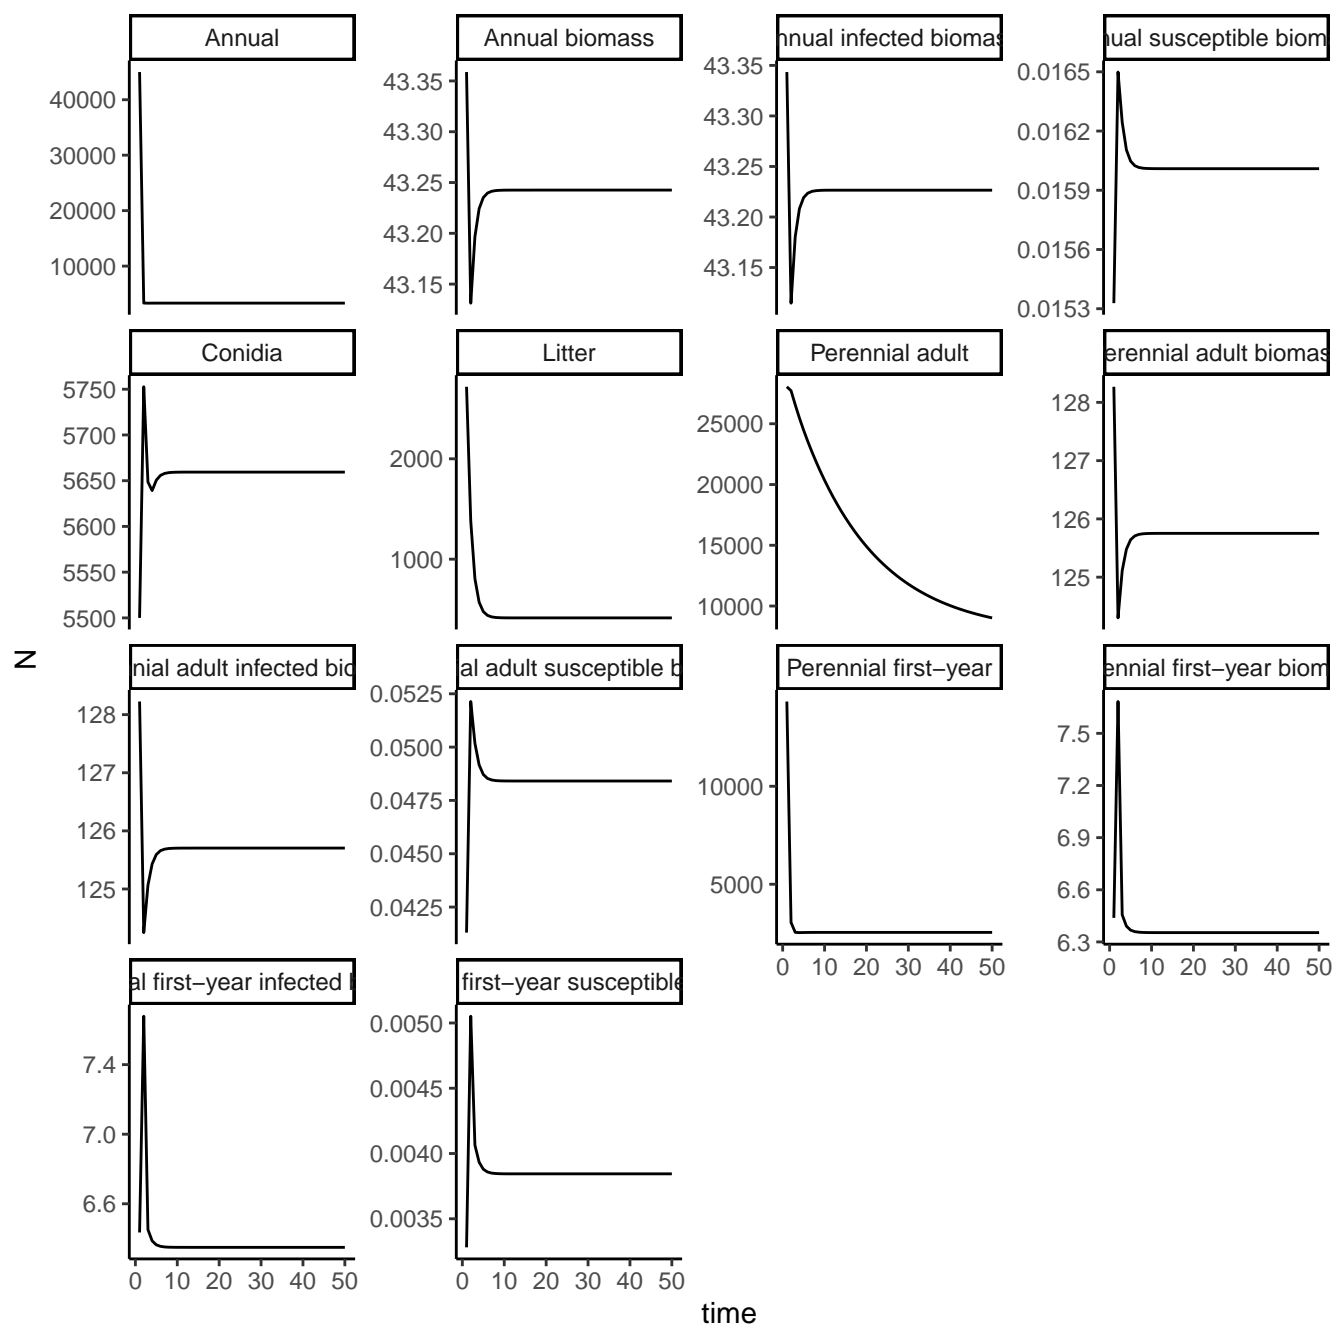 Annual
Annual biomass
nnual infected biomas
nual susceptible biom
40000
30000
20000
10000
43.35
43.30
43.25
43.20
43.15
43.35
43.30
43.25
43.20
43.15
0.0165
0.0162
0.0159
0.0156
0.0153
Conidia
Litter
Perennial adult
erennial adult biomas
5750
5700
5650
5600
5550
5500
2000
1000
25000
20000
15000
10000
128
127
126
125
N
nial adult infected bio
al adult susceptible b
Perennial first−year
ennial first−year biom
128
127
126
125
0.0525
0.0500
0.0475
0.0450
0.0425
10000
5000
7.5
7.2
6.9
6.6
6.3
0 10 20 30 40 50
0 10 20 30 40 50
al first−year infected b
first−year susceptible
7.4
7.0
6.6
0.0050
0.0045
0.0040
0.0035
0 10 20 30 40 50
0 10 20 30 40 50
time